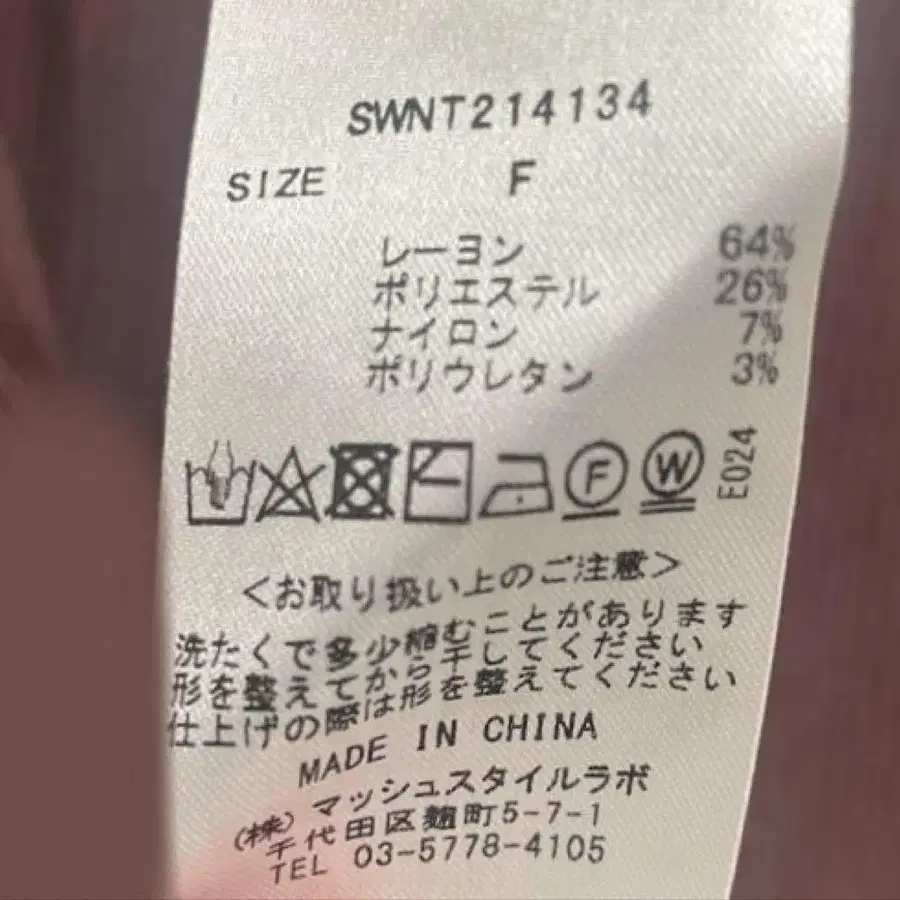 SWNT214134
SIZE F
レーヨン 64%
ポリエステル 26%
ナイロン 7%
ポリウレタン 3%
F W E024
<お取り扱い上のご注意>
洗たくで多少縮むことがあります
形を整えてから干してください
仕上げの際は形を整えてください
MADE IN CHINA
(株)マッシュスタイルラボ
千代田区麹町5-7-1
TEL 03-5778-4105